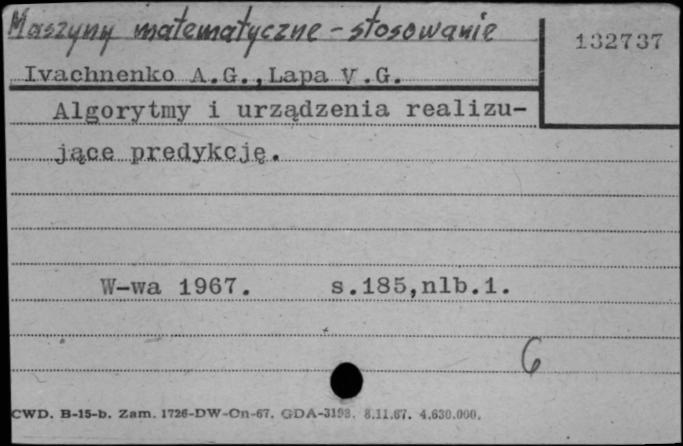 Maszyny matematyczne - stosowanie
132737
Ivachnenko A.G.,Lapa V.G.
Algorytmy i urządzenia realizu-
jące predykcję.
W-wa 1967. s.185,nlb.1.
6
CWD. B-15-b. Zam. 1726-DW-On-67. GDA-3193. 8.11.67. 4.630.000.